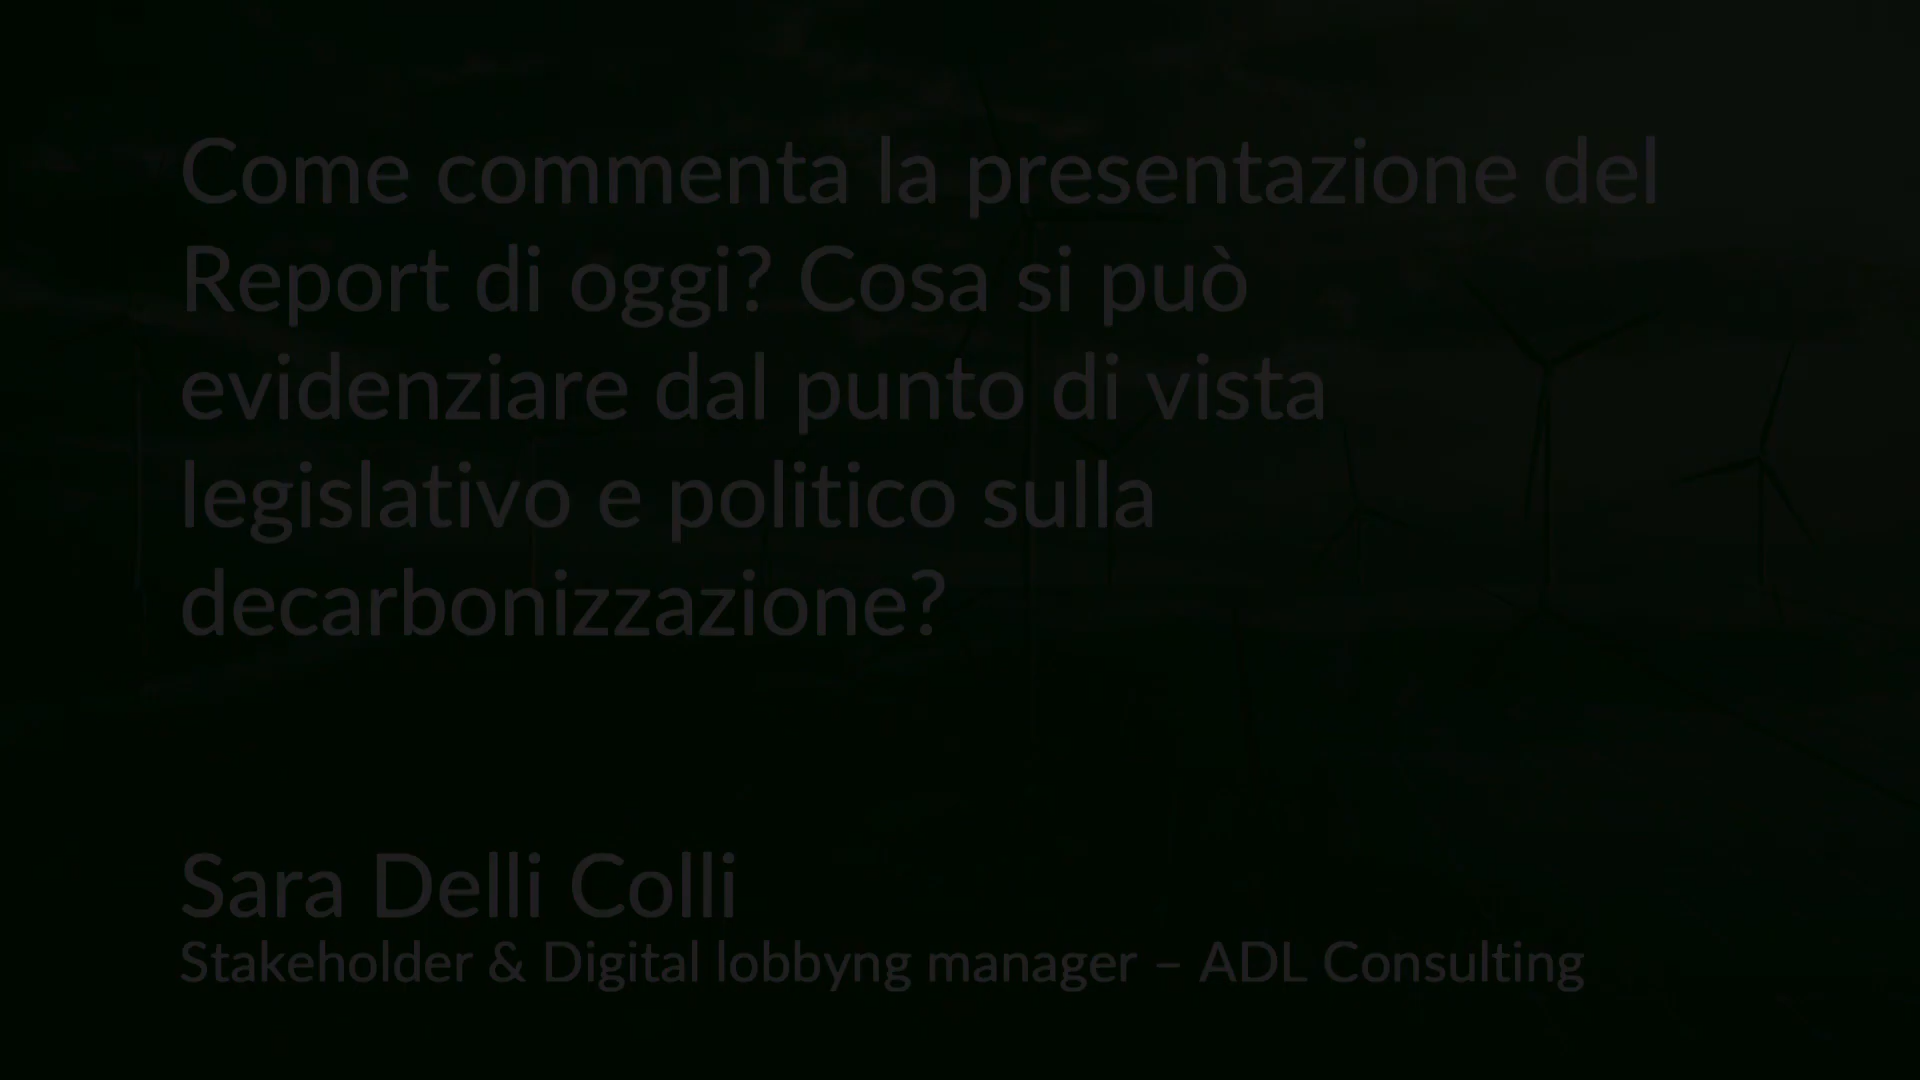 Come commenta la presentazione del
Report di oggi? Cosa si può
evidenziare dal punto di vista
legislativo e politico sulla
decarbonizzazione?
Sara Delli Colli
Stakeholder & Digital lobbyng manager – ADL Consulting